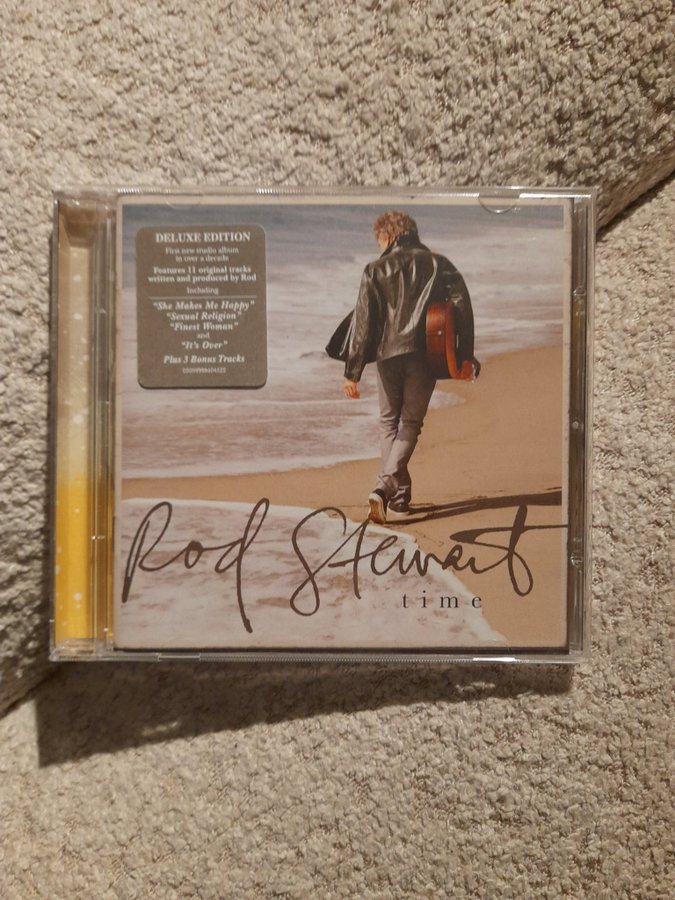 DELUXE EDITION
First new studio album
in over a decade
Features 11 original tracks
written and produced by Rod
Including
"She Makes Me Happy"
"Sexual Religion"
"Finest Woman"
and
"It's Over"
Plus 3 Bonus Tracks
Rod Stewart
time